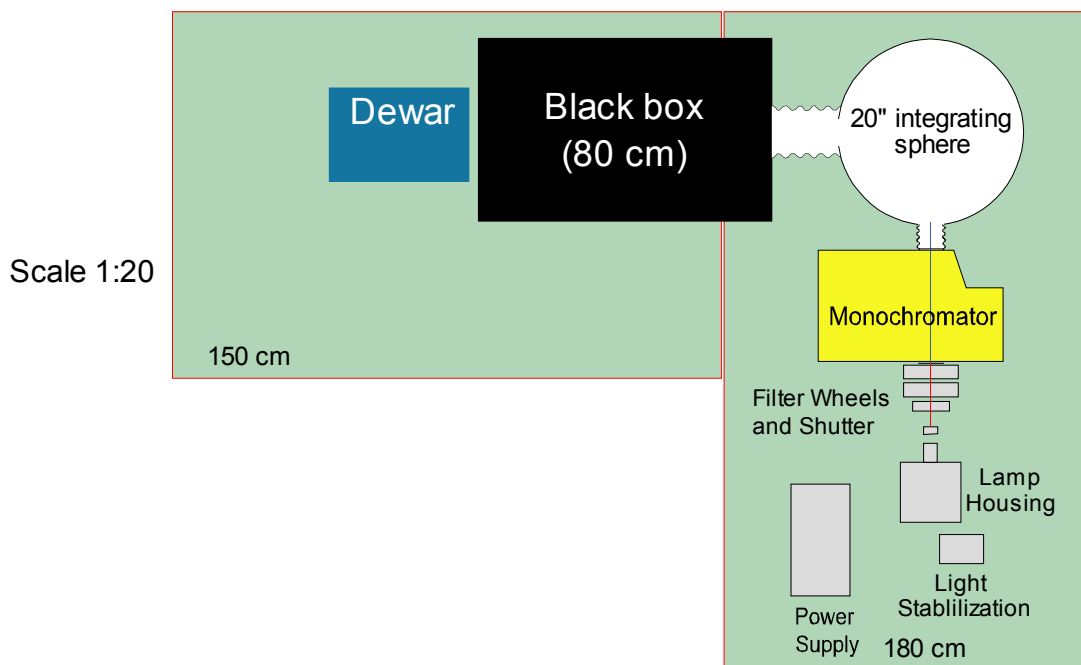 Dewar
Black box
(80 cm)
20" integrating
sphere
Scale 1:20
Monochromator
150 cm
Filter Wheels
and Shutter
Lamp
Housing
Light
Stablilization
Power
Supply
180 cm